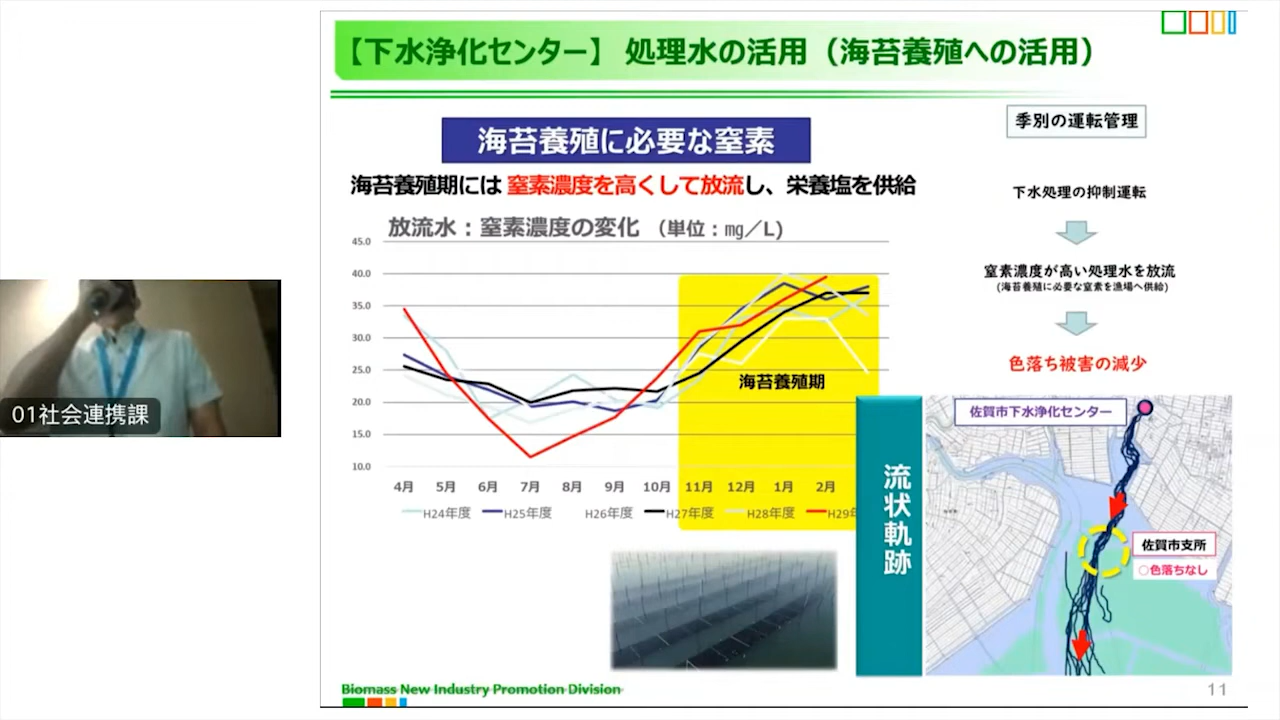 【下水浄化センター】 処理水の活用（海苔養殖への活用）
海苔養殖に必要な窒素
海苔養殖期には 窒素濃度を高くして放流し、栄養塩を供給
放流水：窒素濃度の変化 （単位：㎎／L)
45.0
40.0
35.0
30.0
25.0
20.0
15.0
10.0
海苔養殖期
4月 5月 6月 7月 8月 9月 10月 11月 12月 1月 2月
H24年度 H25年度 H26年度 H27年度 H28年度 H29年
季別の運転管理
下水処理の抑制運転
窒素濃度が高い処理水を放流
(海苔養殖に必要な窒素を漁場へ供給)
色落ち被害の減少
流状軌跡
佐賀市下水浄化センター
佐賀市支所
○色落ちなし
01社会連携課
Biomass New Industry Promotion Division
11